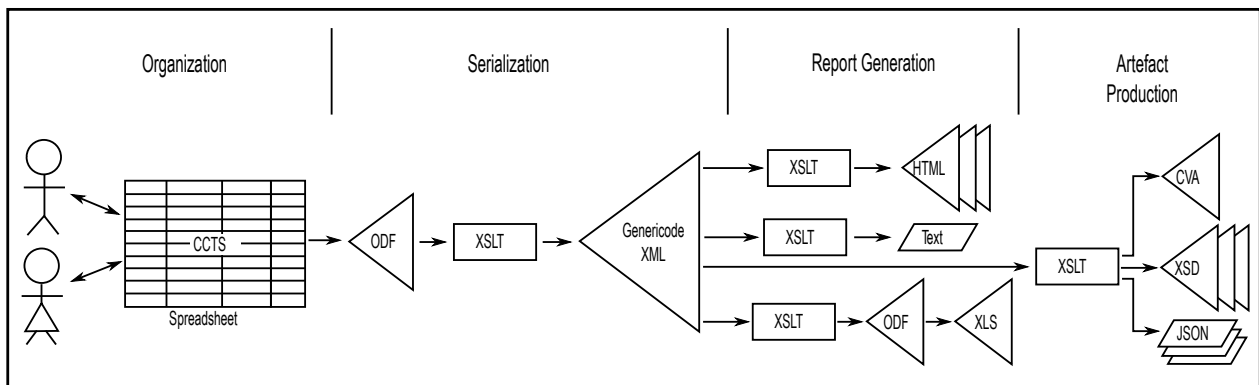 Organization
Serialization
Report Generation
Artefact
Production
CCTS
Spreadsheet
ODF
XSLT
Genericode
XML
XSLT
HTML
XSLT
Text
XSLT
ODF
XLS
XSLT
CVA
XSD
JSON